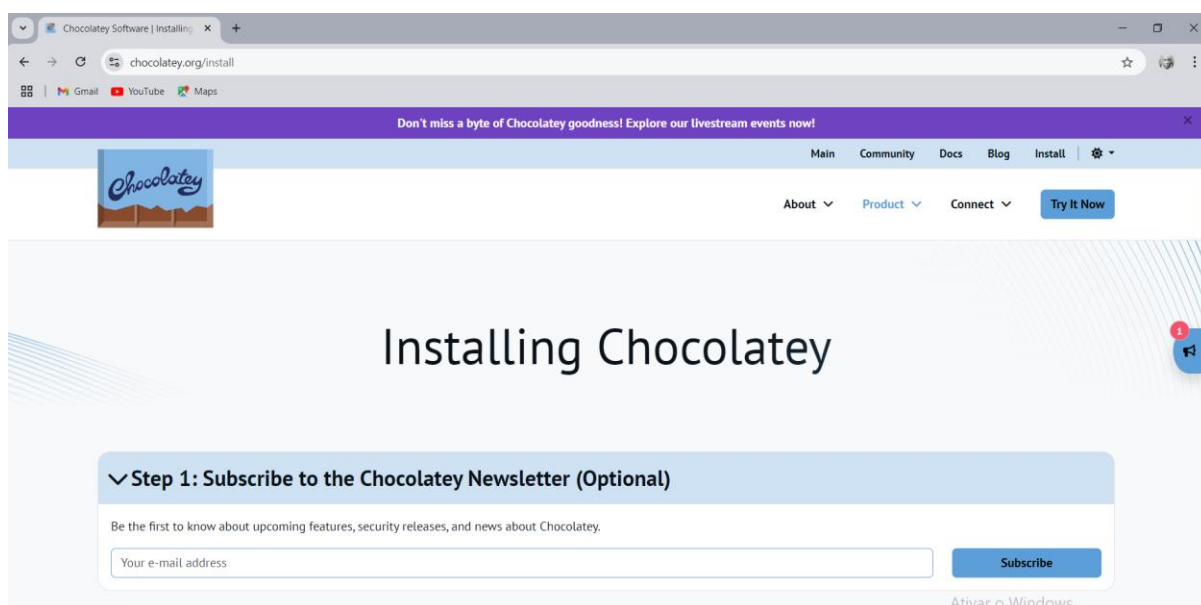 Chocolatey Software | Installing
chocolatey.org/install
Gmail YouTube Maps
Don't miss a byte of Chocolatey goodness! Explore our livestream events now!
Main Community Docs Blog Install
Chocolatey
About Product Connect Try It Now
Installing Chocolatey
1
Step 1: Subscribe to the Chocolatey Newsletter (Optional)
Be the first to know about upcoming features, security releases, and news about Chocolatey.
Your e-mail address Subscribe
Ativar o Windows